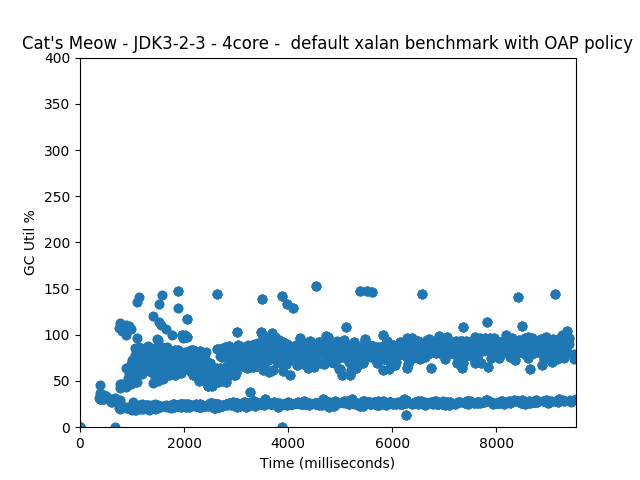 Cat's Meow - JDK3-2-3 - 4core -  default xalan benchmark with OAP policy
400
350
300
250
200
150
100
50
0
GC Util %
0 2000 4000 6000 8000
Time (milliseconds)